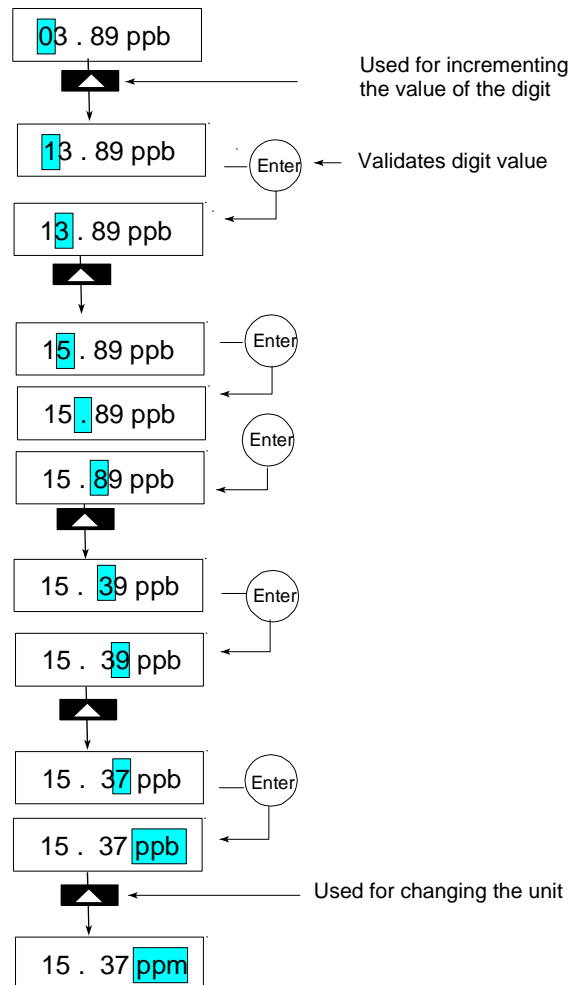 03 . 89 ppb
Used for incrementing
the value of the digit
13 . 89 ppb
Enter
Validates digit value
13 . 89 ppb
15 . 89 ppb
Enter
15 . 89 ppb
Enter
15 . 89 ppb
15 . 39 ppb
Enter
15 . 39 ppb
15 . 37 ppb
Enter
15 . 37 ppb
Used for changing the unit
15 . 37 ppm